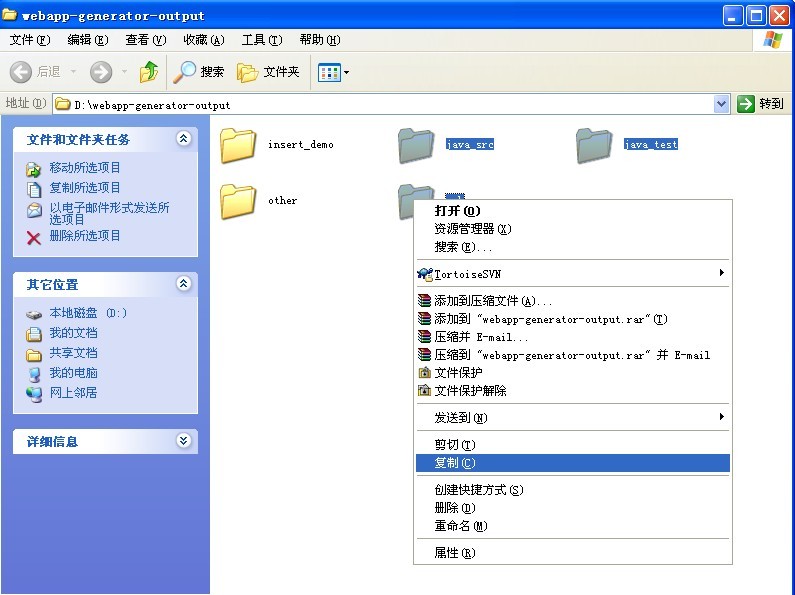 webapp-generator-output
文件(F) 编辑(E) 查看(V) 收藏(A) 工具(T) 帮助(H)
后退 搜索 文件夹
地址(D) D:\webapp-generator-output 转到
文件和文件夹任务
移动所选项目
复制所选项目
以电子邮件形式发送所
选项目
删除所选项目
其它位置
本地磁盘 (D:)
我的文档
共享文档
我的电脑
网上邻居
详细信息
insert_demo java_src java_test
other
打开(O)
资源管理器(X)
搜索(E)...
TortoiseSVN
添加到压缩文件(A)...
添加到 "webapp-generator-output.rar"(T)
压缩并 E-mail...
压缩到 "webapp-generator-output.rar" 并 E-mail
文件保护
文件保护解除
发送到(N)
剪切(T)
复制(C)
创建快捷方式(S)
删除(D)
重命名(M)
属性(R)